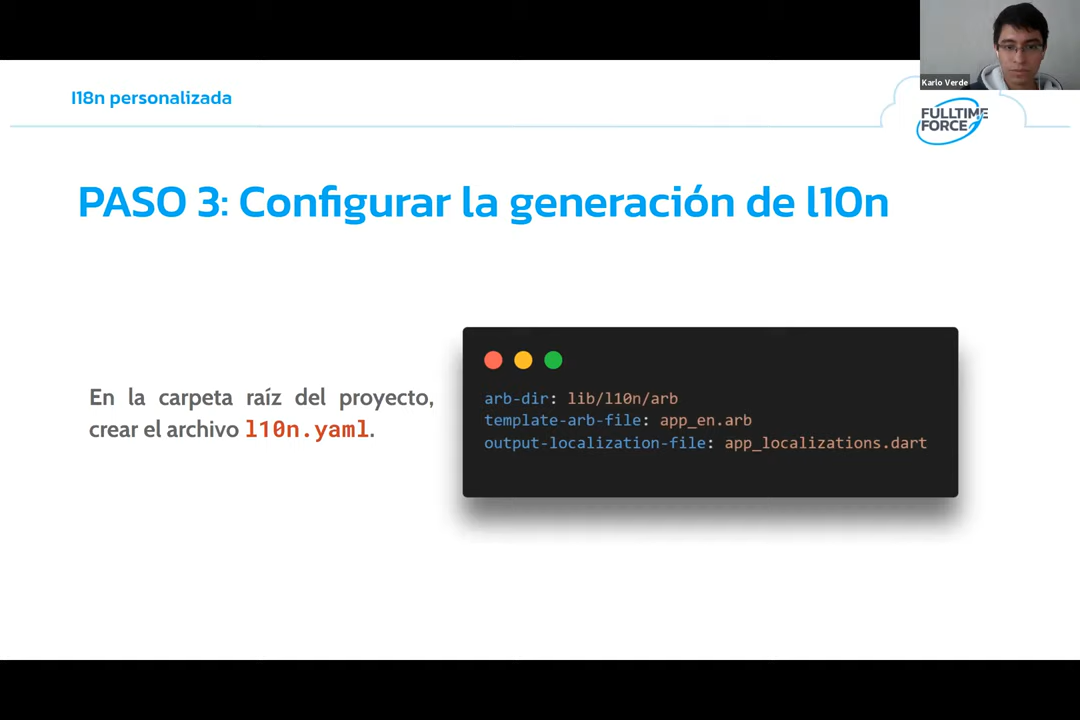 Karlo Verde
I18n personalizada
FULLTIME
FORCE
PASO 3: Configurar la generación de l10n
En la carpeta raíz del proyecto,
crear el archivo l10n.yaml.
arb-dir: lib/l10n/arb
template-arb-file: app_en.arb
output-localization-file: app_localizations.dart